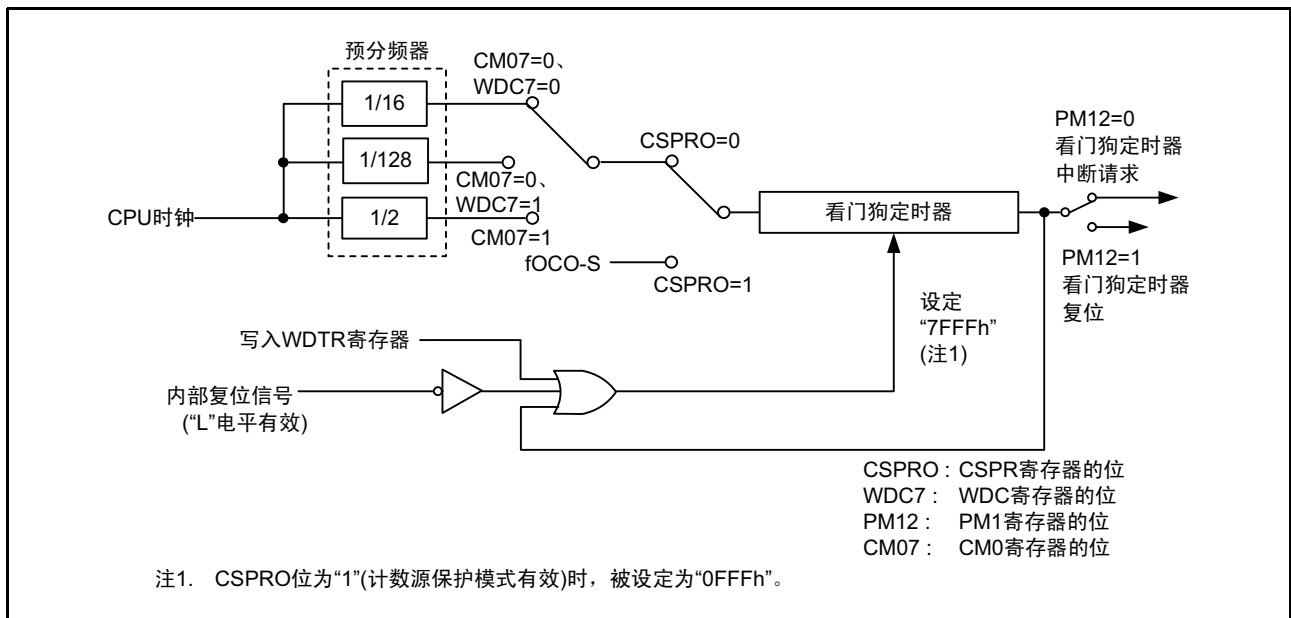 预分频器
CM07=0、
WDC7=0
1/16
1/128
1/2
CPU时钟
CM07=0、
WDC7=1
CM07=1
CSPRO=0
fOCO-S
CSPRO=1
看门狗定时器
PM12=0
看门狗定时器
中断请求
PM12=1
看门狗定时器
复位
设定
“7FFFh”
(注1)
写入WDTR寄存器
内部复位信号
(“L”电平有效)
CSPRO : CSPR寄存器的位
WDC7 : WDC寄存器的位
PM12 : PM1寄存器的位
CM07 : CM0寄存器的位
注1. CSPRO位为“1”(计数源保护模式有效)时，被设定为“0FFFh”。